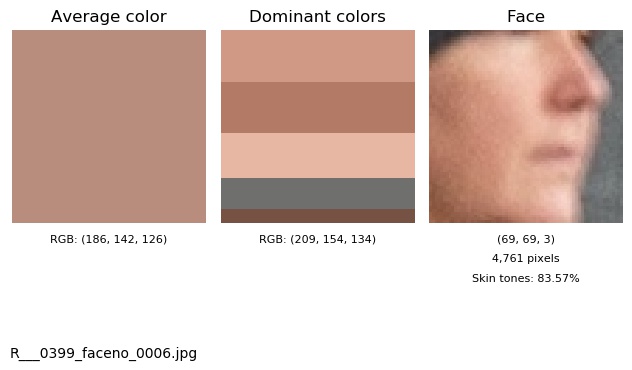 Average color
Dominant colors
Face
RGB: (186, 142, 126)
RGB: (209, 154, 134)
(69, 69, 3)
4,761 pixels
Skin tones: 83.57%
R___0399_faceno_0006.jpg